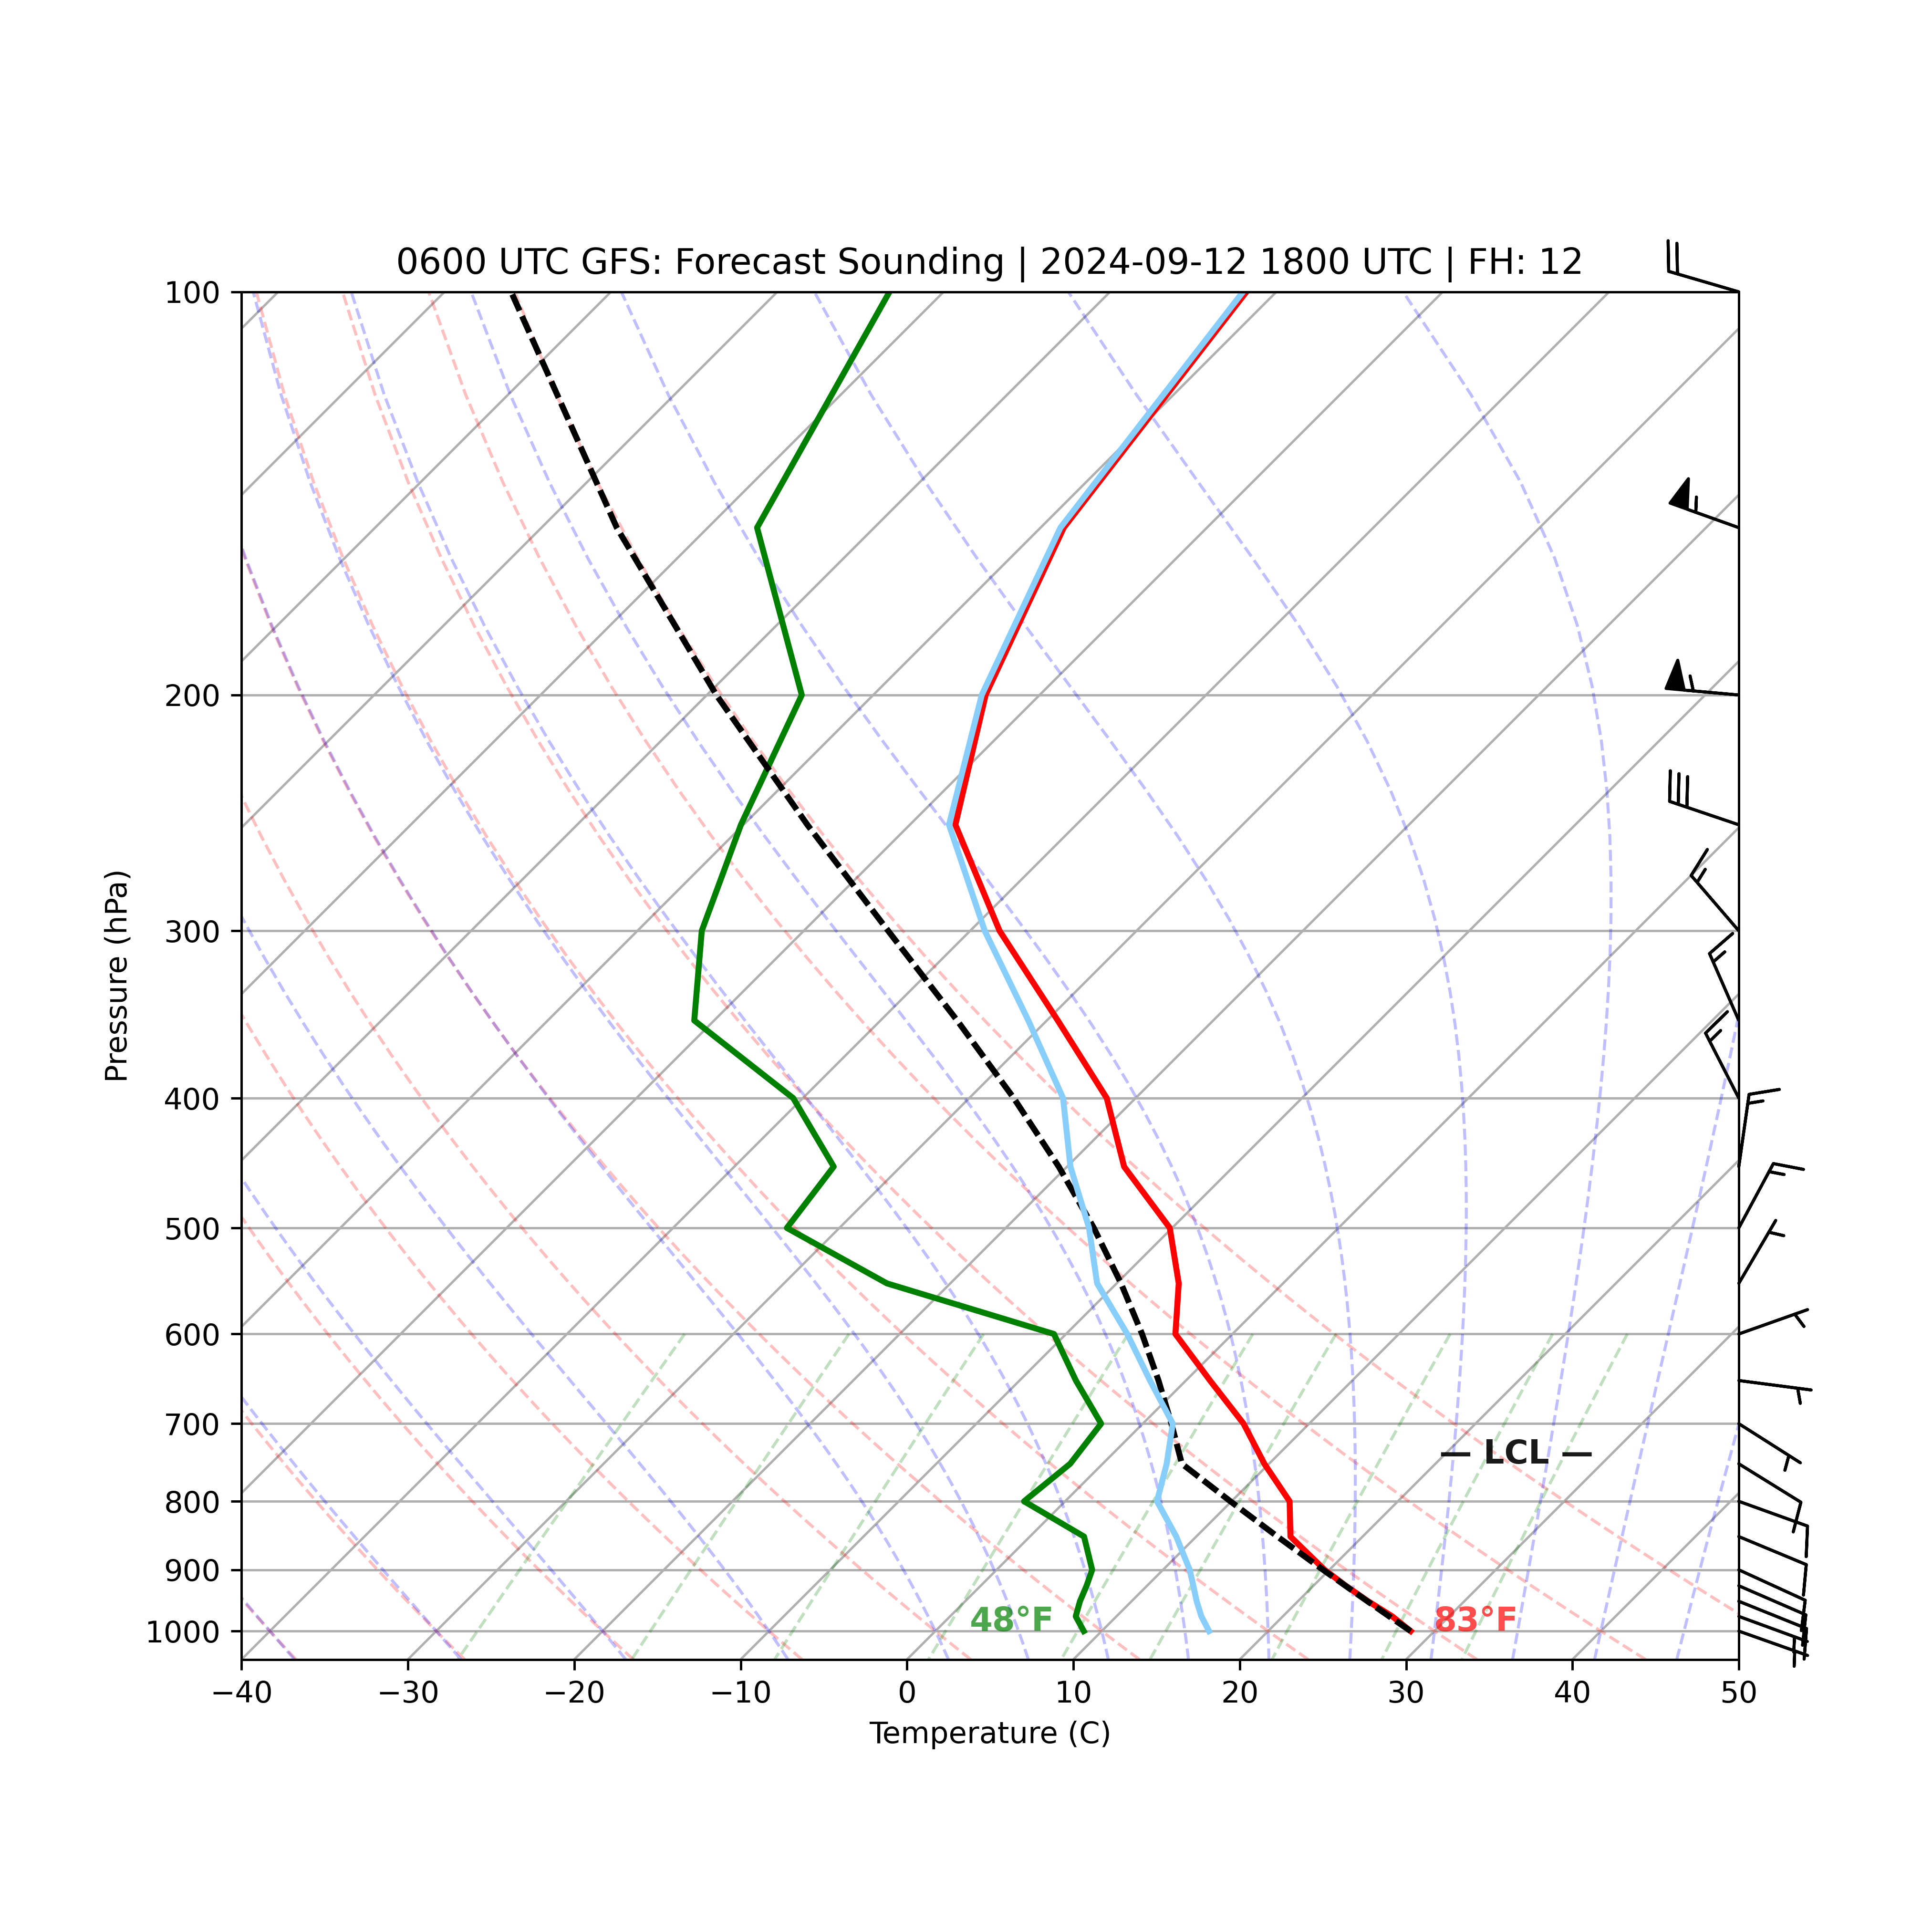 0600 UTC GFS: Forecast Sounding | 2024-09-12 1800 UTC | FH: 12
100
200
300
400
500
600
700
800
900
1000
Pressure (hPa)
— LCL —
48°F
83°F
−40 −30 −20 −10 0 10 20 30 40 50
Temperature (C)